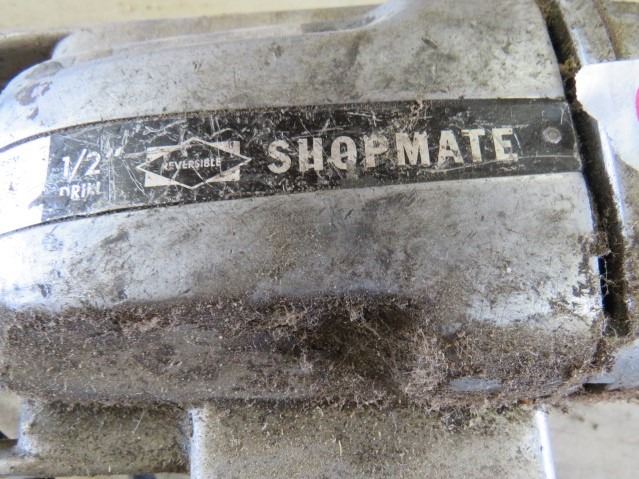 1/2"
DRILL
REVERSIBLE
SHOPMATE